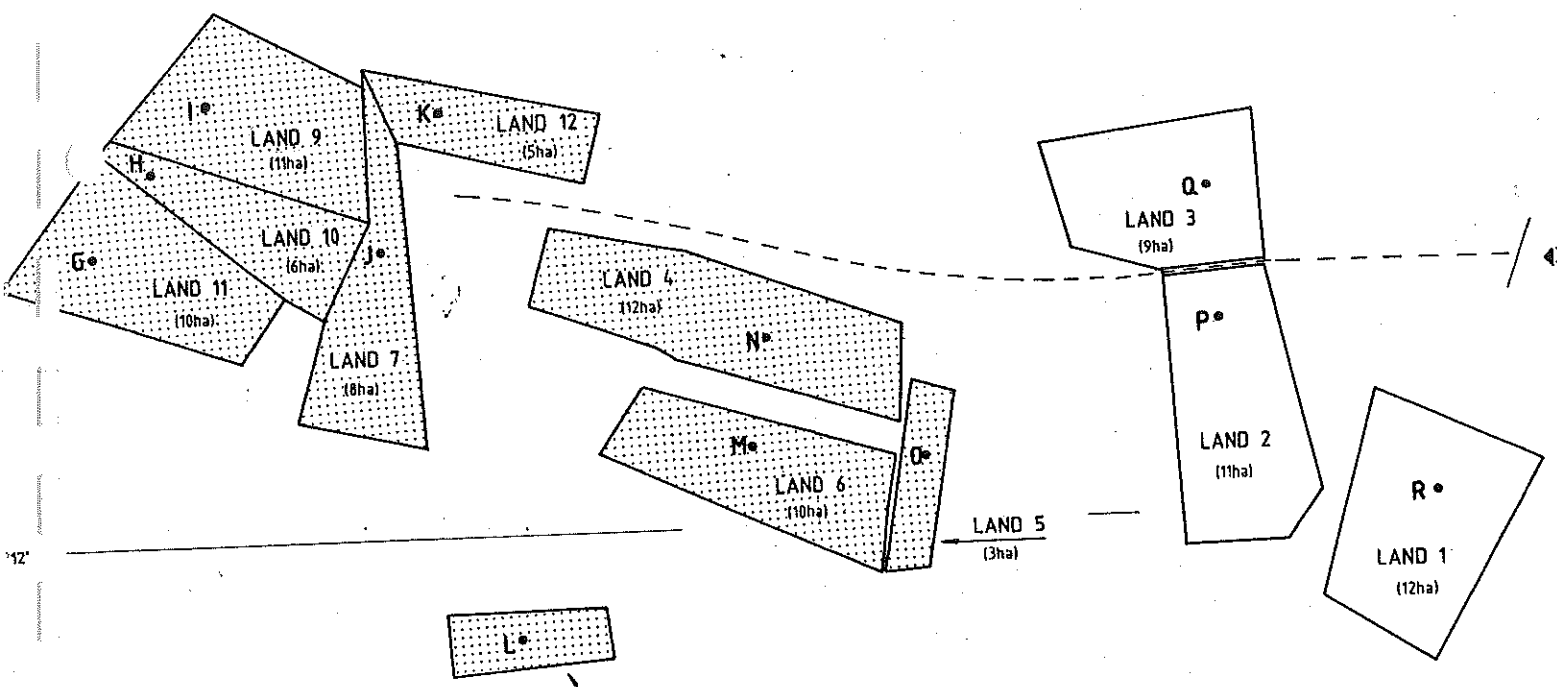 I
LAND 9
(11ha)
K
LAND 12
(5ha)
H
LAND 10
(6ha)
G
LAND 11
(10ha)
J
LAND 7
(8ha)
LAND 4
(12ha)
N
M
LAND 6
(10ha)
O
LAND 5
(3ha)
L
Q
LAND 3
(9ha)
P
LAND 2
(11ha)
R
LAND 1
(12ha)
12"